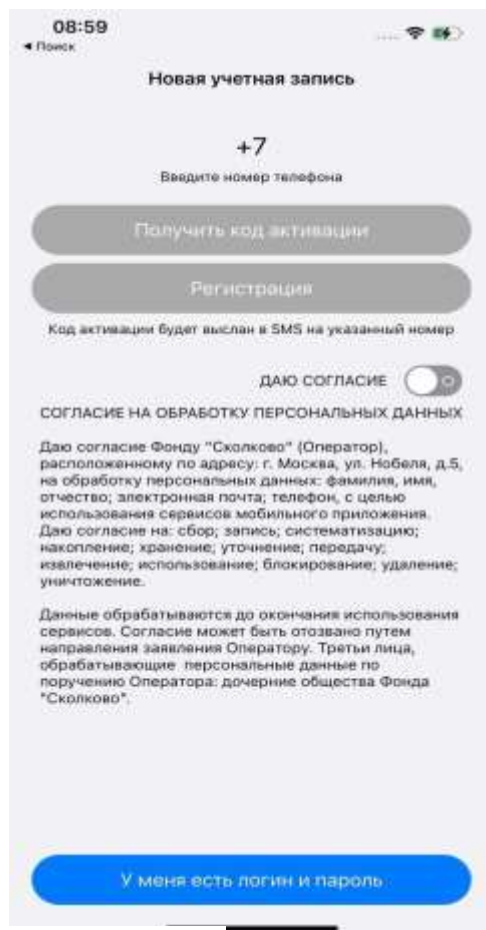 08:59
◀ Поиск
Новая учетная запись
+7
Введите номер телефона
Получить код активации
Регистрация
Код активации будет выслан в SMS на указанный номер
ДАЮ СОГЛАСИЕ
СОГЛАСИЕ НА ОБРАБОТКУ ПЕРСОНАЛЬНЫХ ДАННЫХ
Даю согласие Фонду "Сколково" (Оператор),
расположенному по адресу: г. Москва, ул. Нобеля, д.5,
на обработку персональных данных: фамилия, имя,
отчество; электронная почта; телефон, с целью
использования сервисов мобильного приложения.
Даю согласие на: сбор; запись; систематизацию;
накопление; хранение; уточнение; передачу;
извлечение; использование; блокирование; удаление;
уничтожение.
Данные обрабатываются до окончания использования
сервисов. Согласие может быть отозвано путем
направления заявления Оператору. Третьи лица,
обрабатывающие персональные данные по
поручению Оператора: дочерние общества Фонда
"Сколково".
У меня есть логин и пароль